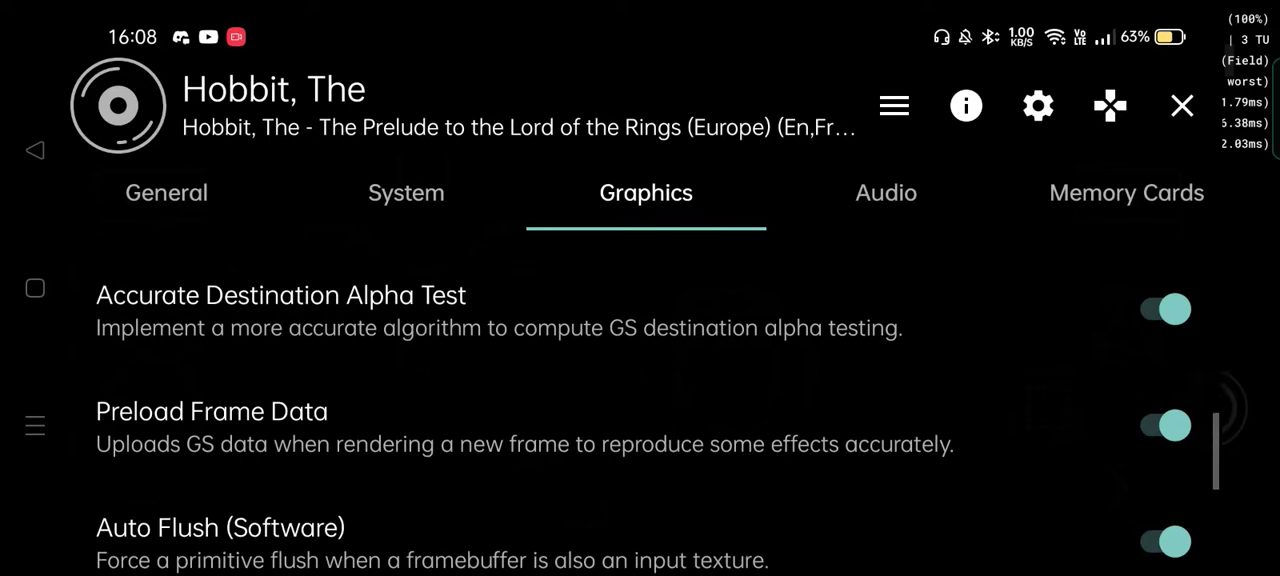 16:08
1.00 KB/S
VO LTE
63%
(100%)
| 3 TU
(Field)
worst)
1.79ms)
6.38ms)
2.03ms)
Hobbit, The
Hobbit, The - The Prelude to the Lord of the Rings (Europe) (En,Fr...
General
System
Graphics
Audio
Memory Cards
Accurate Destination Alpha Test
Implement a more accurate algorithm to compute GS destination alpha testing.
Preload Frame Data
Uploads GS data when rendering a new frame to reproduce some effects accurately.
Auto Flush (Software)
Force a primitive flush when a framebuffer is also an input texture.